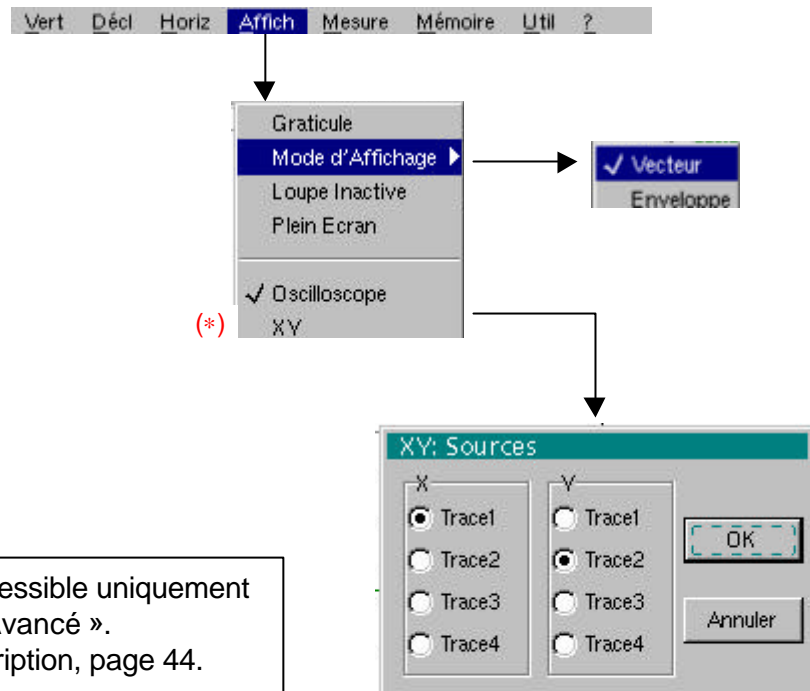 Vert Décl Horiz Affich Mesure Mémoire Util ?
Graticule
Mode d'Affichage
Loupe Inactive
Plein Ecran
Oscilloscope
(*) XY
Vecteur
Enveloppe
XY: Sources
X Y
Trace1 Trace1
Trace2 Trace2
Trace3 Trace3
Trace4 Trace4
OK
Annuler
essible uniquement
vancé ».
ription, page 44.